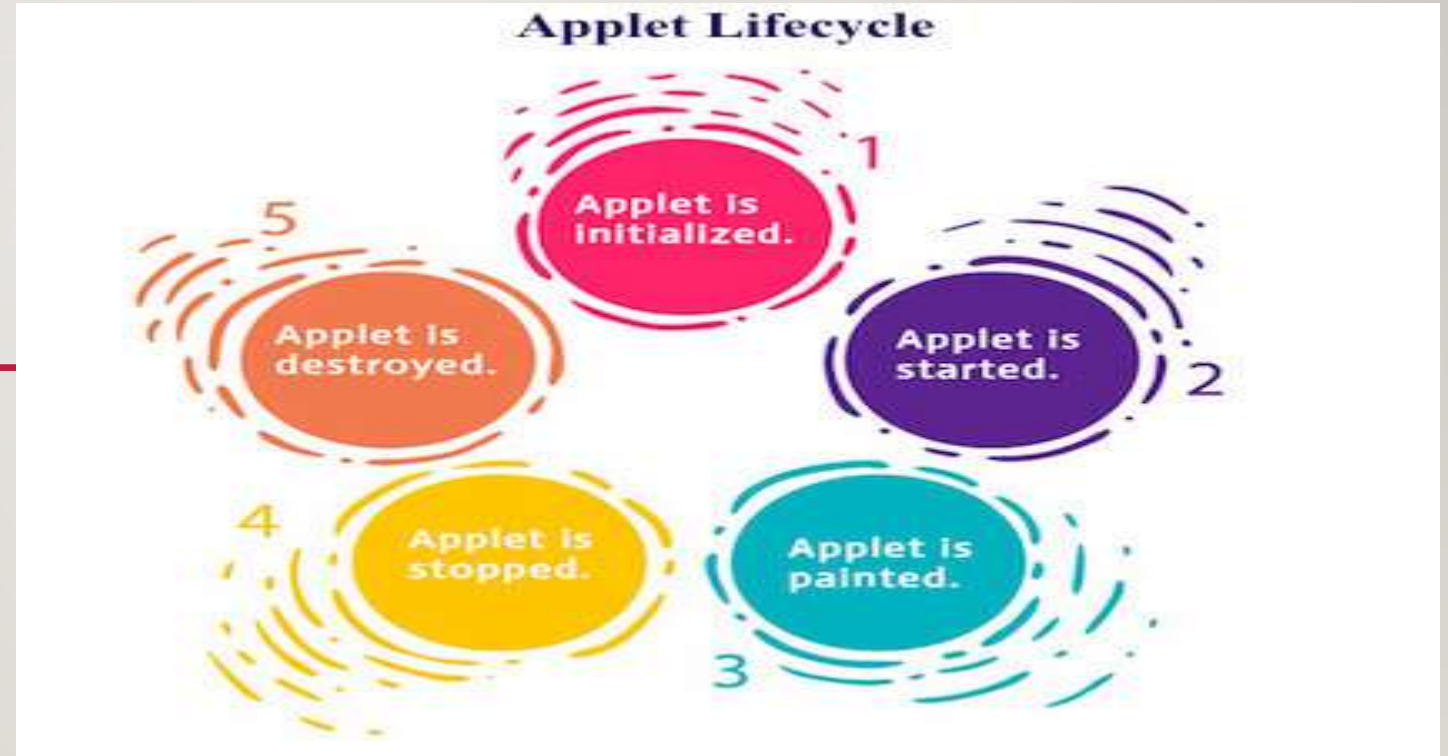 Applet Lifecycle
1
Applet is
initialized.
2
Applet is
started.
3
Applet is
painted.
4
Applet is
stopped.
5
Applet is
destroyed.